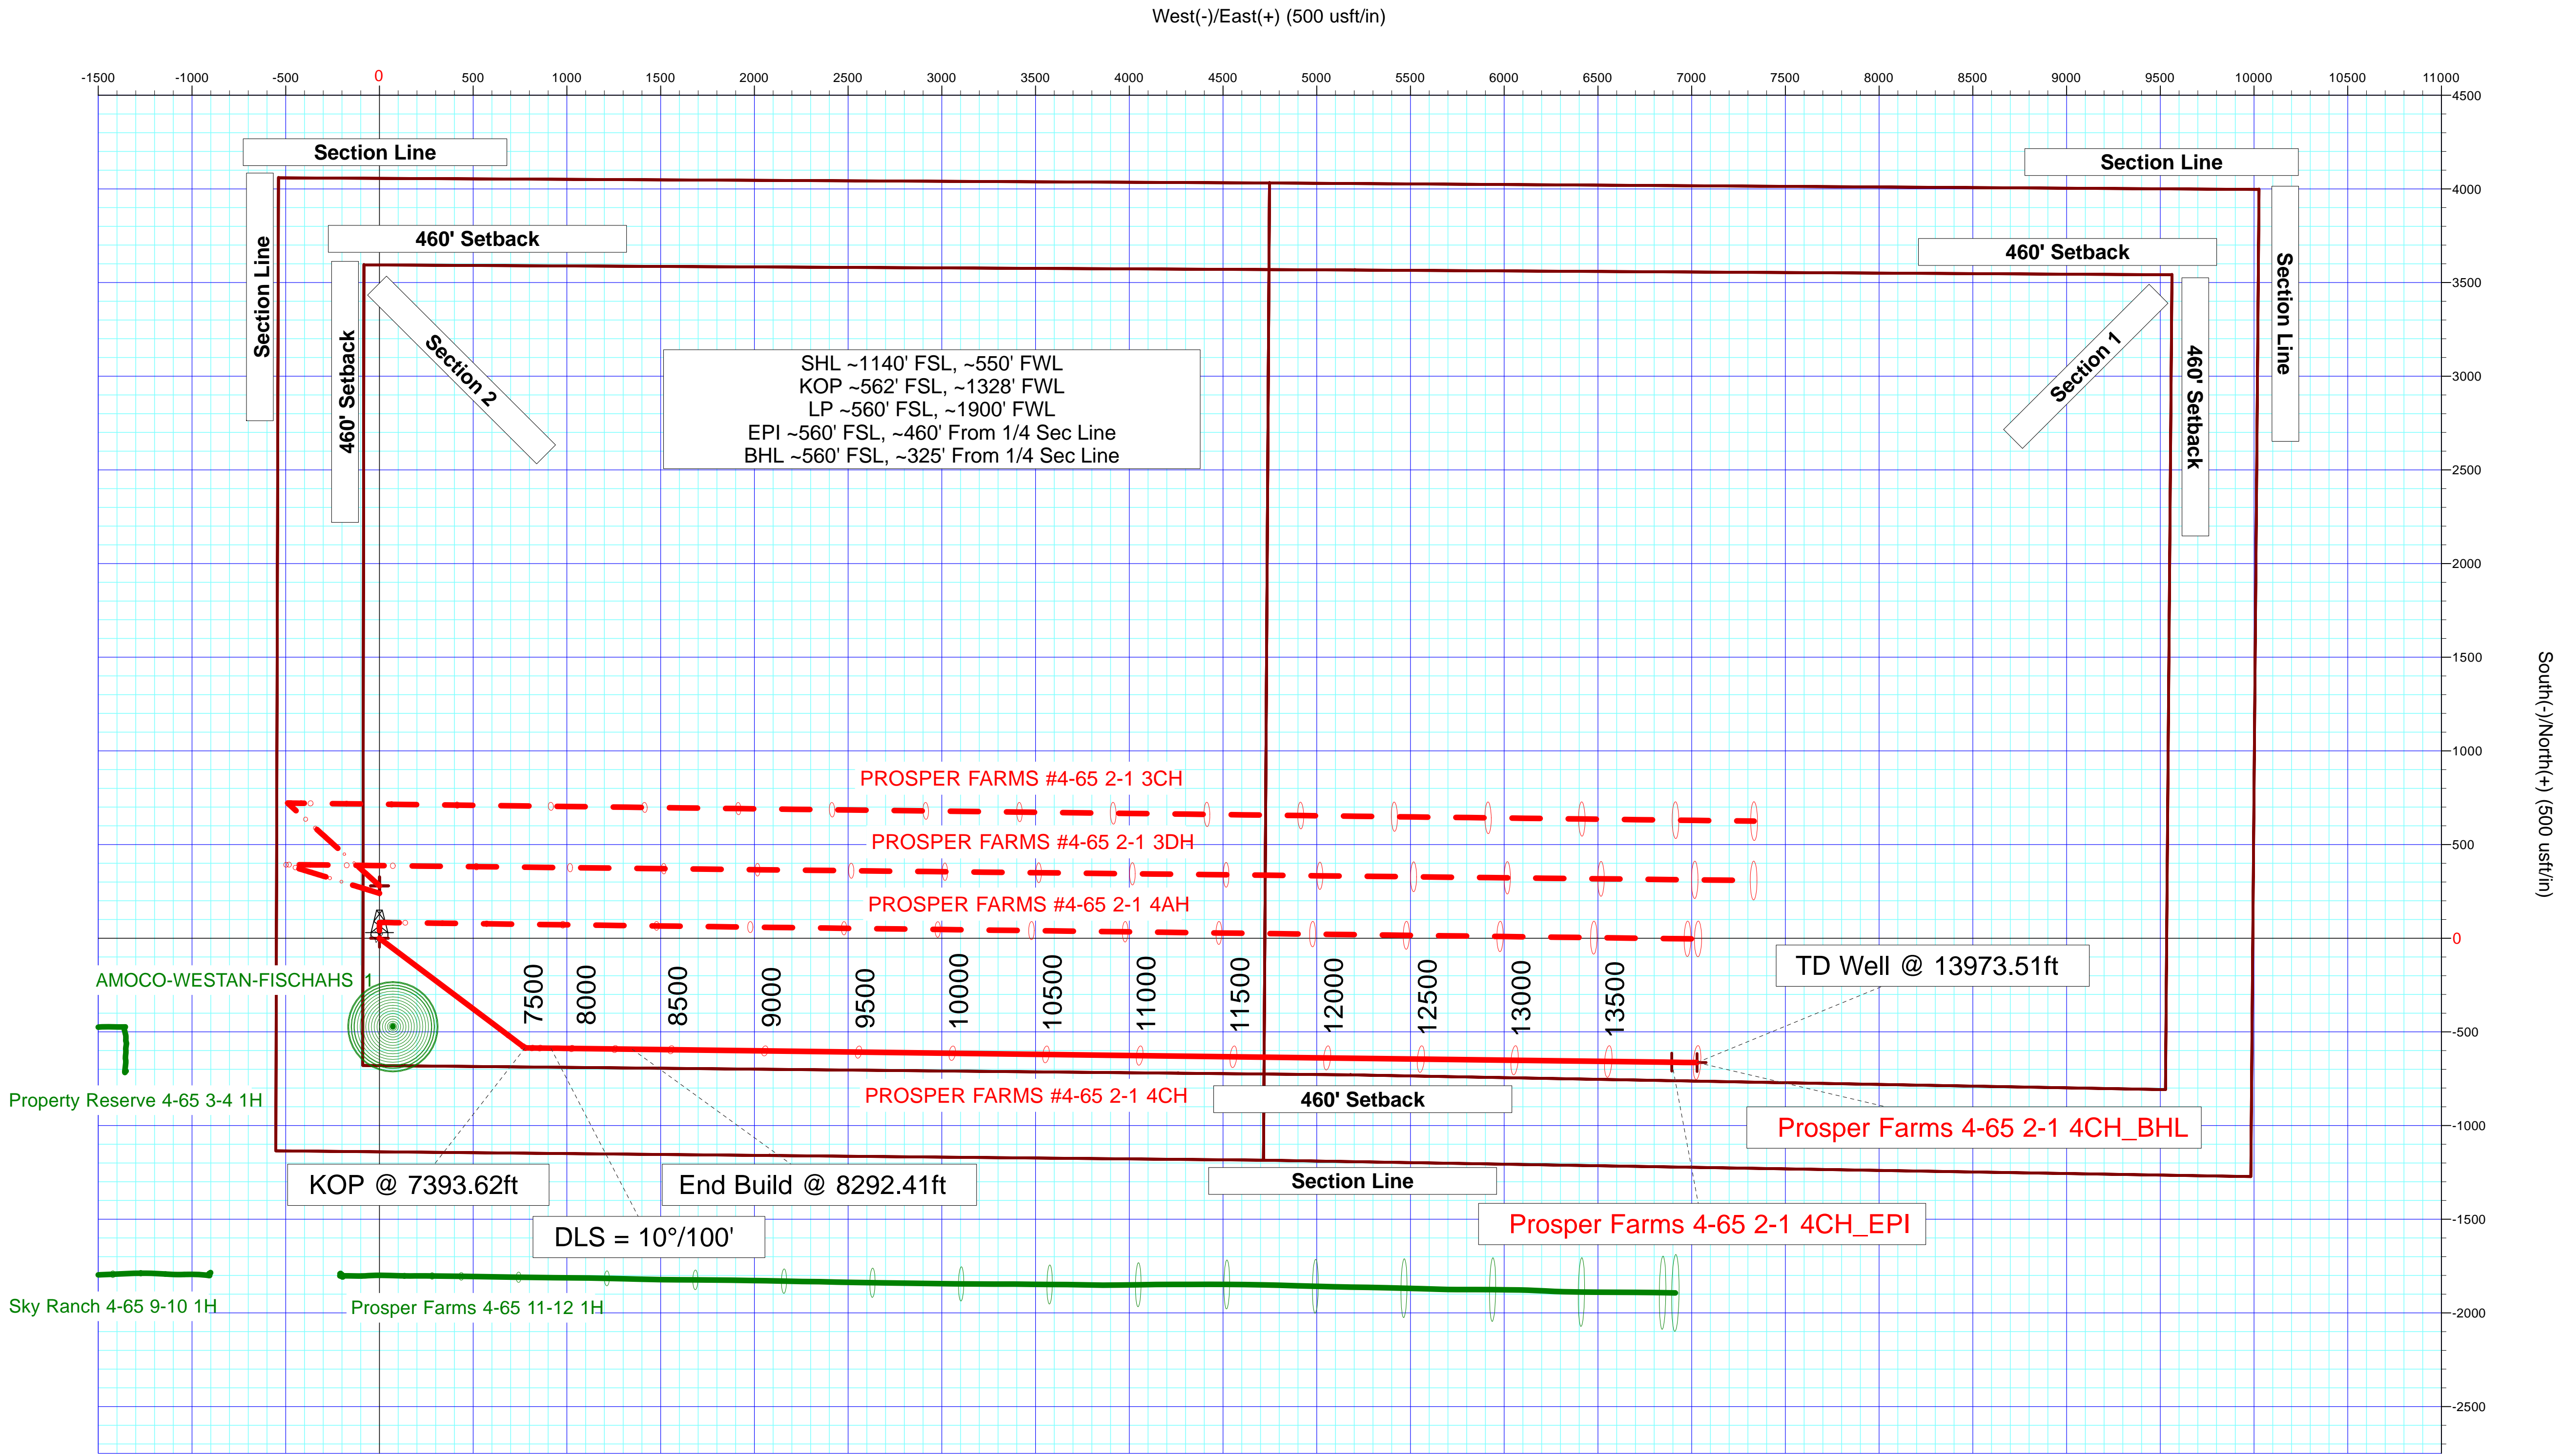 West(-)/East(+) (500 usft/in)
-1500 -1000 -500 0 500 1000 1500 2000 2500 3000 3500 4000 4500 5000 5500 6000 6500 7000 7500 8000 8500 9000 9500 10000 10500 11000
4500
4000
3500
3000
2500
2000
1500
1000
500
0
-500
-1000
-1500
-2000
-2500
South(-)/North(+) (500 usft/in)
Section Line
Section Line
Section Line
Section Line
460' Setback
460' Setback
460' Setback
460' Setback
Section 2
Section 1
SHL ~1140' FSL, ~550' FWL
KOP ~562' FSL, ~1328' FWL
LP ~560' FSL, ~1900' FWL
EPI ~560' FSL, ~460' From 1/4 Sec Line
BHL ~560' FSL, ~325' From 1/4 Sec Line
PROSPER FARMS #4-65 2-1 3CH
PROSPER FARMS #4-65 2-1 3DH
PROSPER FARMS #4-65 2-1 4AH
TD Well @ 13973.51ft
AMOCO-WESTAN-FISCHAHS 1
7500 8000 8500 9000 9500 10000 10500 11000 11500 12000 12500 13000 13500
Property Reserve 4-65 3-4 1H
PROSPER FARMS #4-65 2-1 4CH
460' Setback
Prosper Farms 4-65 2-1 4CH_BHL
KOP @ 7393.62ft
End Build @ 8292.41ft
Section Line
DLS = 10°/100'
Prosper Farms 4-65 2-1 4CH_EPI
Sky Ranch 4-65 9-10 1H
Prosper Farms 4-65 11-12 1H